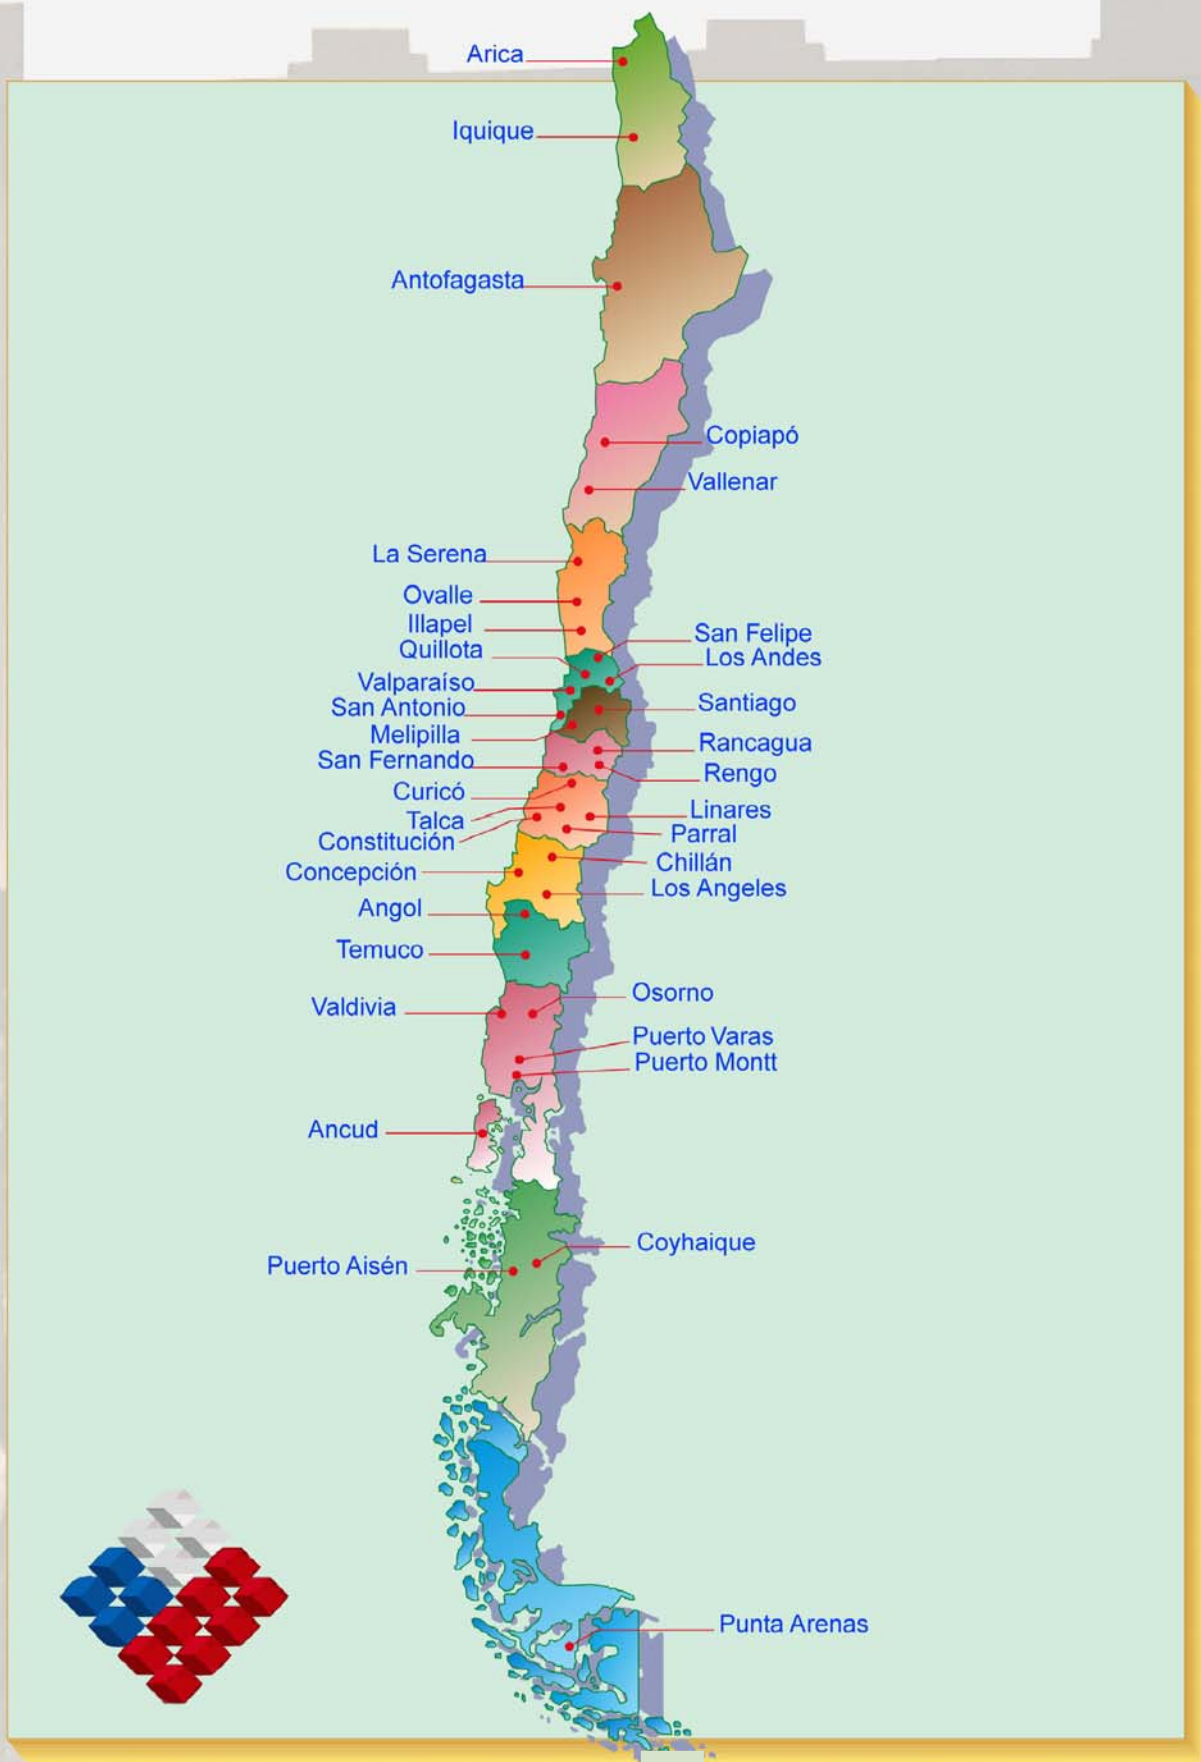 Arica
Iquique
Antofagasta
Copiapó
Vallenar
La Serena
Ovalle
Illapel
San Felipe
Quillota
Los Andes
Valparaíso
Santiago
San Antonio
Melipilla
Rancagua
San Fernando
Rengo
Curicó
Linares
Talca
Parral
Constitución
Chillán
Concepción
Los Angeles
Angol
Temuco
Osorno
Valdivia
Puerto Varas
Puerto Montt
Ancud
Coyhaique
Puerto Aisén
Punta Arenas